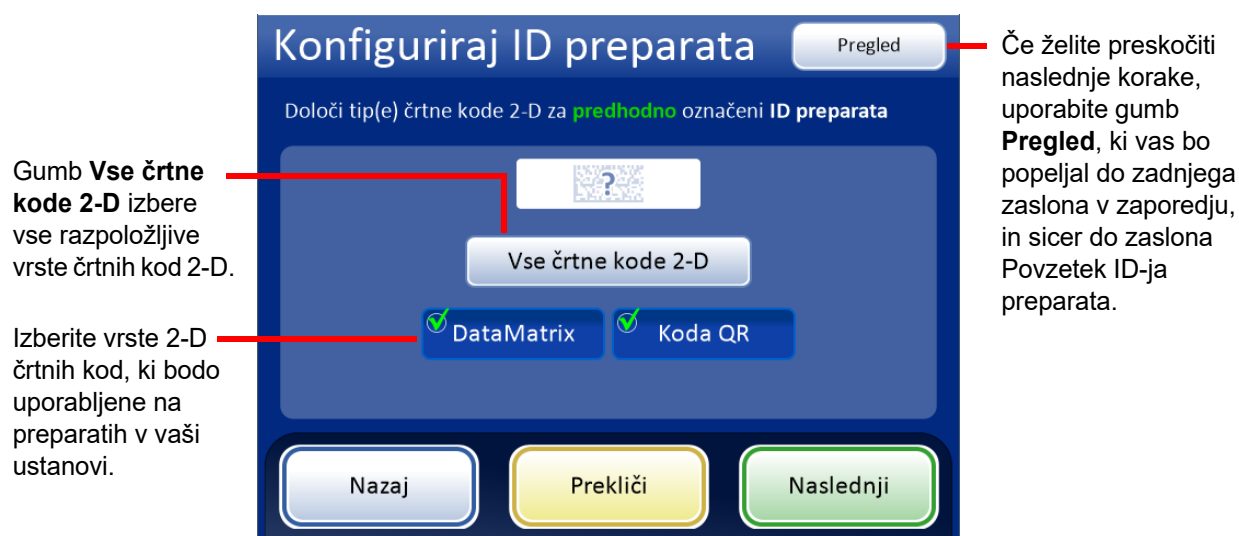 Konfiguriraj ID preparata
Pregled
Določi tip(e) črtne kode 2-D za predhodno označeni ID preparata
?
Vse črtne kode 2-D
DataMatrix
Koda QR
Nazaj
Prekliči
Naslednji
Gumb Vse črtne
kode 2-D izbere
vse razpoložljive
vrste črtnih kod 2-D.
Izberite vrste 2-D
črtnih kod, ki bodo
uporabljene na
preparatih v vaši
ustanovi.
Če želite preskočiti
naslednje korake,
uporabite gumb
Pregled, ki vas bo
popeljal do zadnjega
zaslona v zaporedju,
in sicer do zaslona
Povzetek ID-ja
preparata.